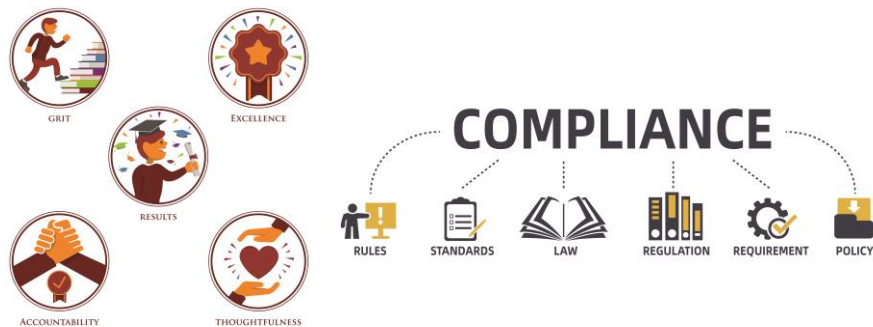 GRIT
EXCELLENCE
RESULTS
ACCOUNTABILITY
THOUGHTFULNESS
COMPLIANCE
RULES
STANDARDS
LAW
REGULATION
REQUIREMENT
POLICY